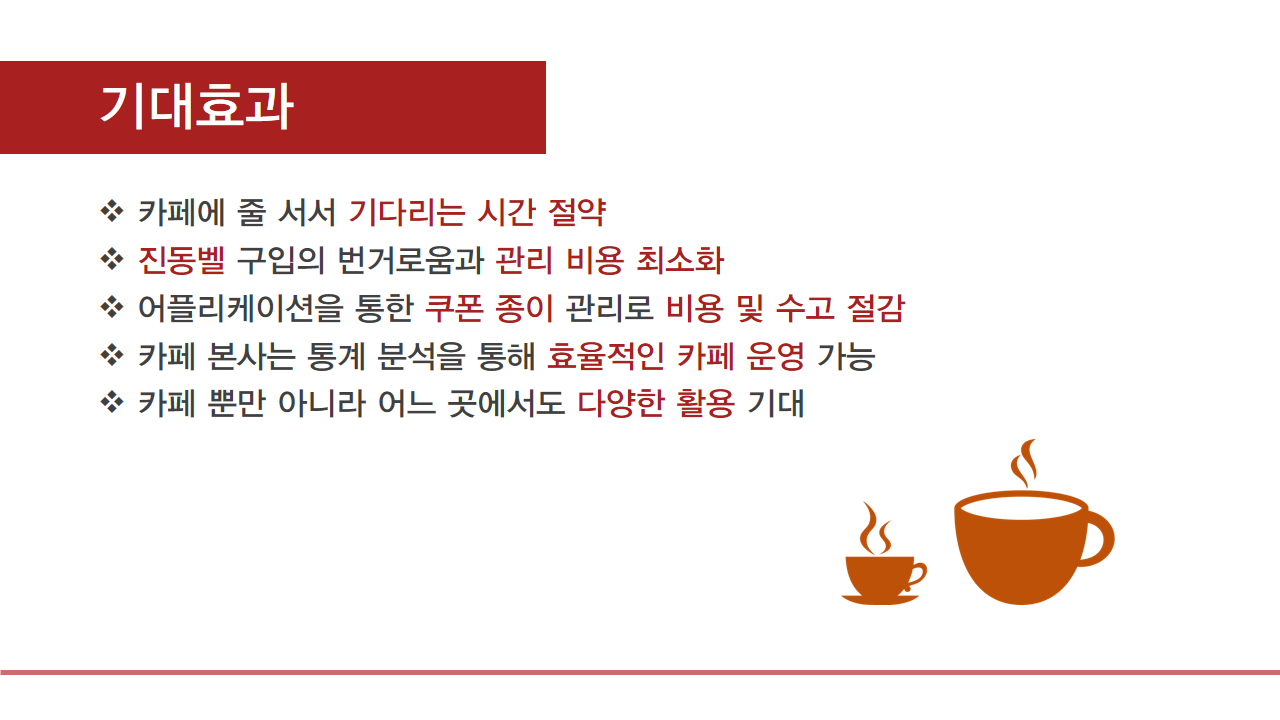 기대효과
❖ 카페에 줄 서서 기다리는 시간 절약
❖ 진동벨 구입의 번거로움과 관리 비용 최소화
❖ 어플리케이션을 통한 쿠폰 종이 관리로 비용 및 수고 절감
❖ 카페 본사는 통계 분석을 통해 효율적인 카페 운영 가능
❖ 카페 뿐만 아니라 어느 곳에서도 다양한 활용 기대